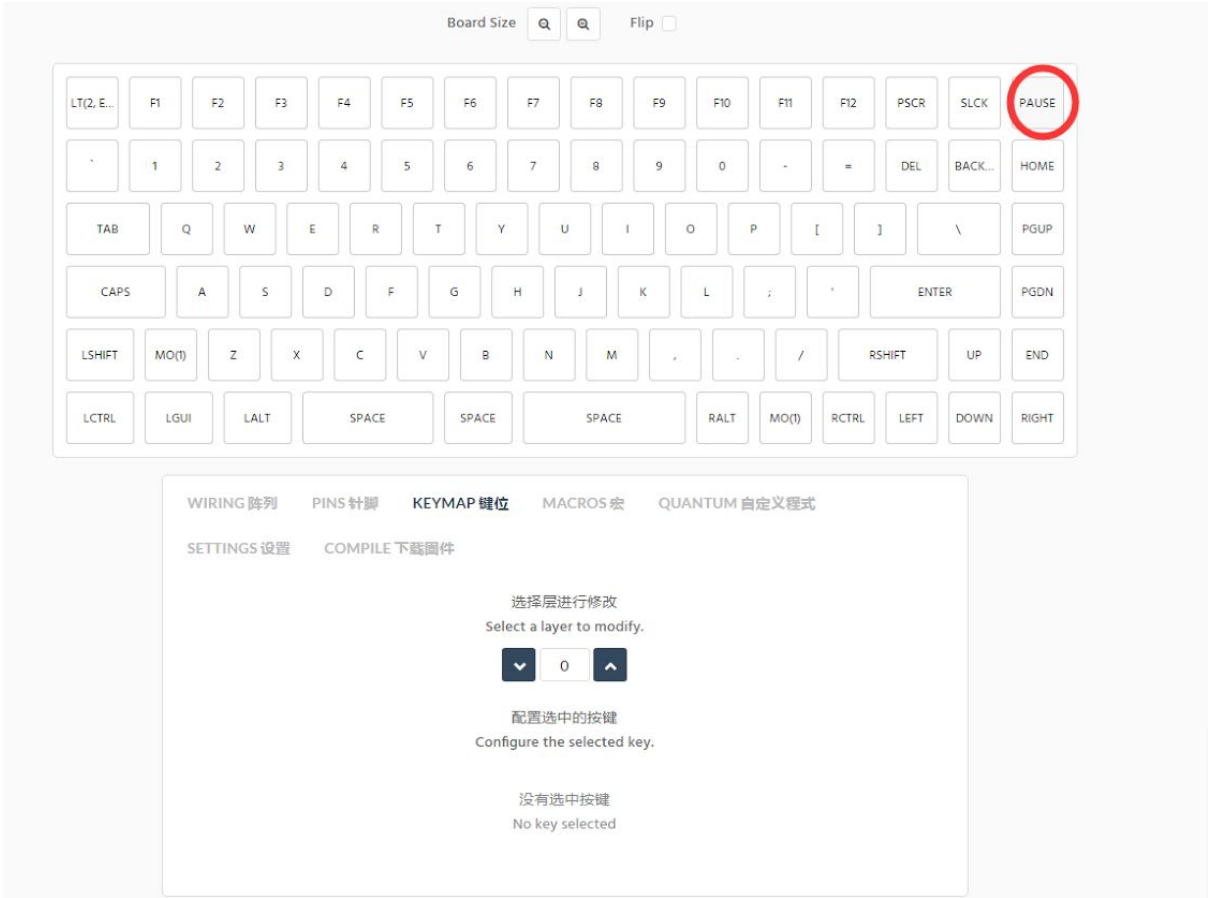 Board Size Flip
LT(2, E... F1 F2 F3 F4 F5 F6 F7 F8 F9 F10 F11 F12 PSCR SLCK PAUSE
` 1 2 3 4 5 6 7 8 9 0 - = DEL BACK... HOME
TAB Q W E R T Y U I O P [ ] \ PGUP
CAPS A S D F G H J K L ; ' ENTER PGDN
LSHIFT MO(1) Z X C V B N M , . / RSHIFT UP END
LCTRL LGUI LALT SPACE SPACE SPACE RALT MO(1) RCTRL LEFT DOWN RIGHT
WIRING 阵列 PINS 针脚 KEYMAP 键位 MACROS 宏 QUANTUM 自定义程式
SETTINGS 设置 COMPILE 下载固件
选择层进行修改
Select a layer to modify.
0
配置选中的按键
Configure the selected key.
没有选中按键
No key selected